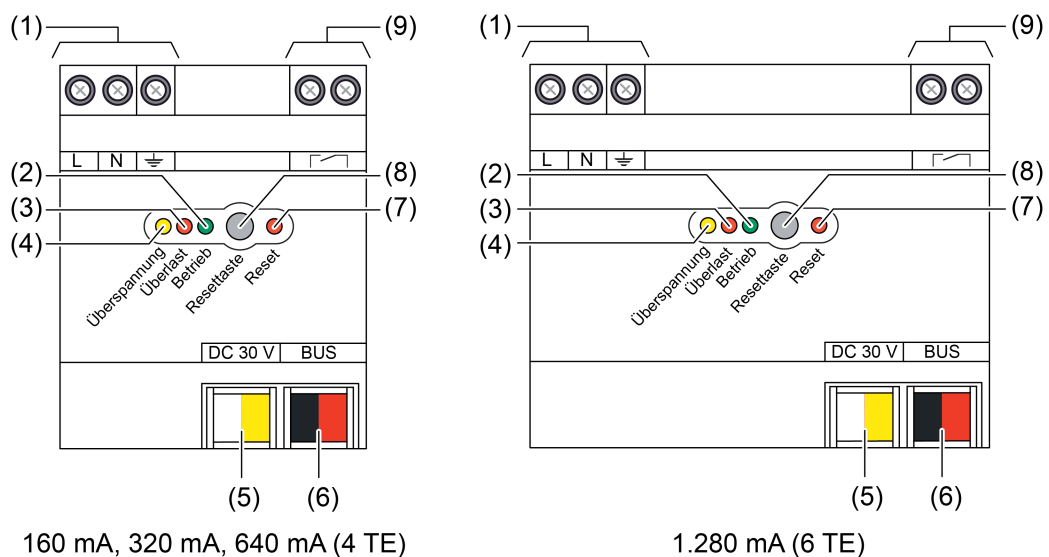 (1) (9) (1) (9)
L N L N
(2) (8) (2) (8)
(3) (7) (3) (7)
(4) (4)
Überspannung Überlast Betrieb Resettaste Reset Überspannung Überlast Betrieb Resettaste Reset
DC 30 V BUS DC 30 V BUS
(5) (6) (5) (6)
160 mA, 320 mA, 640 mA (4 TE) 1.280 mA (6 TE)